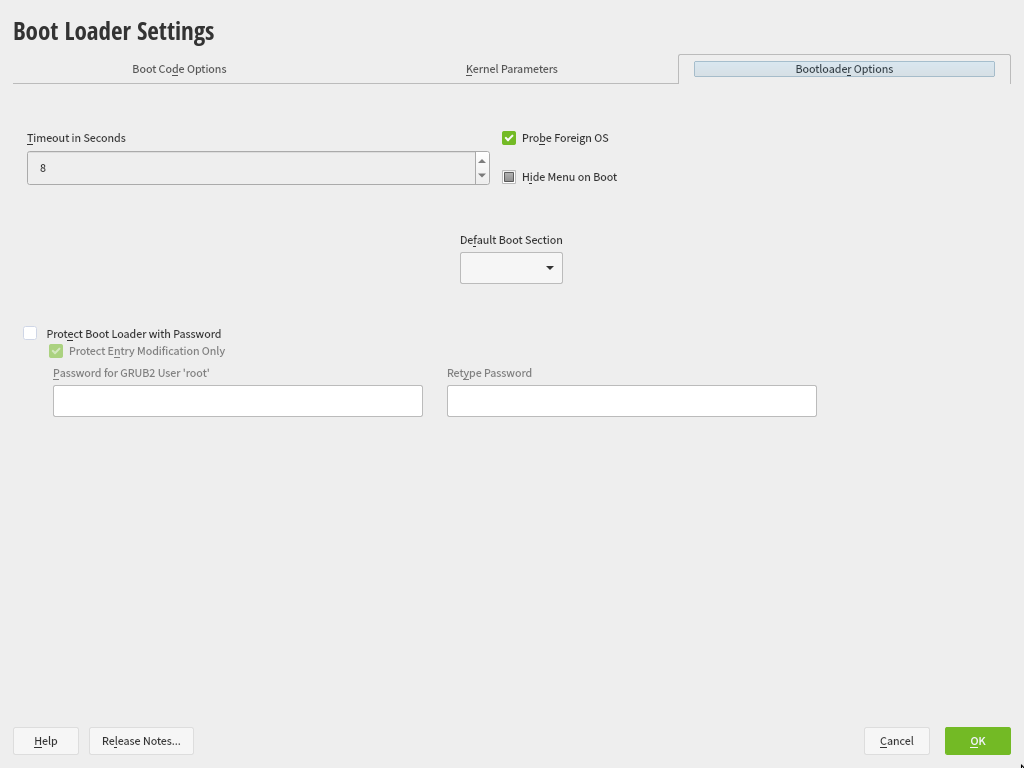 Boot Loader Settings
Boot Code Options
Kernel Parameters
Bootloader Options
Timeout in Seconds
8
Probe Foreign OS
Hide Menu on Boot
Default Boot Section
Protect Boot Loader with Password
Protect Entry Modification Only
Password for GRUB2 User 'root'
Retype Password
Help
Release Notes...
Cancel
OK